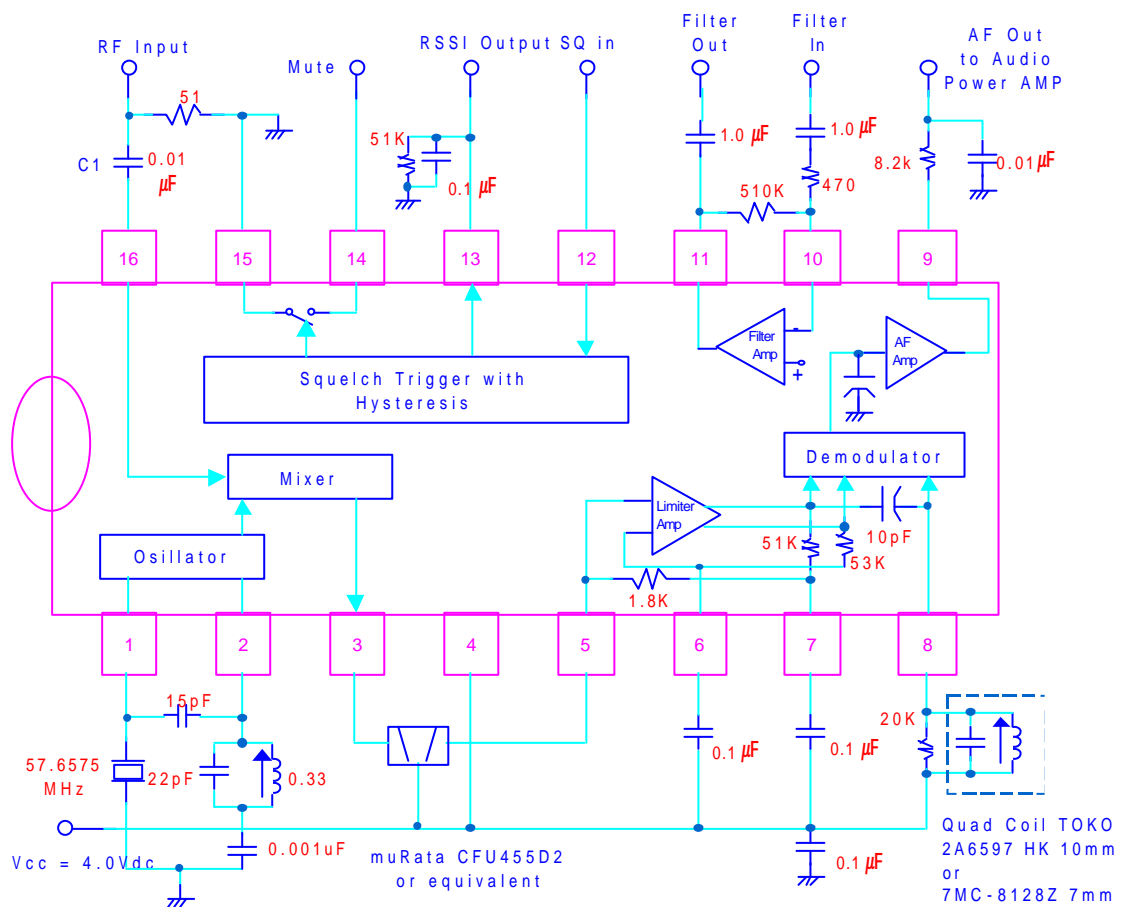 RF Input
Mute
RSSI Output
SQ in
Filter
Out
Filter
In
AF Out
to Audio
Power AMP
51
C1
0.01
µF
51K
0.1 µF
1.0 µF
1.0 µF
510K
470
8.2k
0.01µF
16
15
14
13
12
11
10
9
Squelch Trigger with
Hysteresis
Filter
Amp
-
+
AF
Amp
Mixer
Demodulator
Limiter
Amp
Osillator
10pF
51K
53K
1.8K
1
2
3
4
5
6
7
8
15pF
57.6575
MHz
22pF
0.33
0.001uF
Vcc = 4.0Vdc
muRata CFU455D2
or equivalent
0.1 µF
0.1 µF
0.1 µF
20K
Quad Coil TOKO
2A6597 HK 10mm
or
7MC-8128Z 7mm